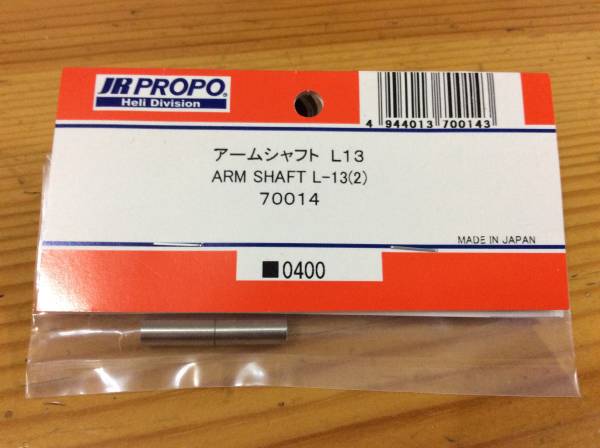 JR PROPO®
Heli Division
4 944013 700143
アームシャフト L13
ARM SHAFT L-13(2)
70014
MADE IN JAPAN
■0400